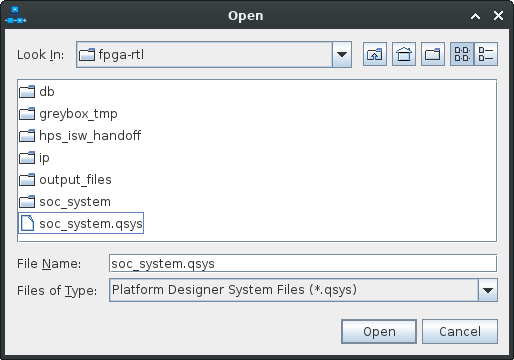 Open
Look In: fpga-rtl
db
greybox_tmp
hps_isw_handoff
ip
output_files
soc_system
soc_system.qsys
File Name: soc_system.qsys
Files of Type: Platform Designer System Files (*.qsys)
Open Cancel